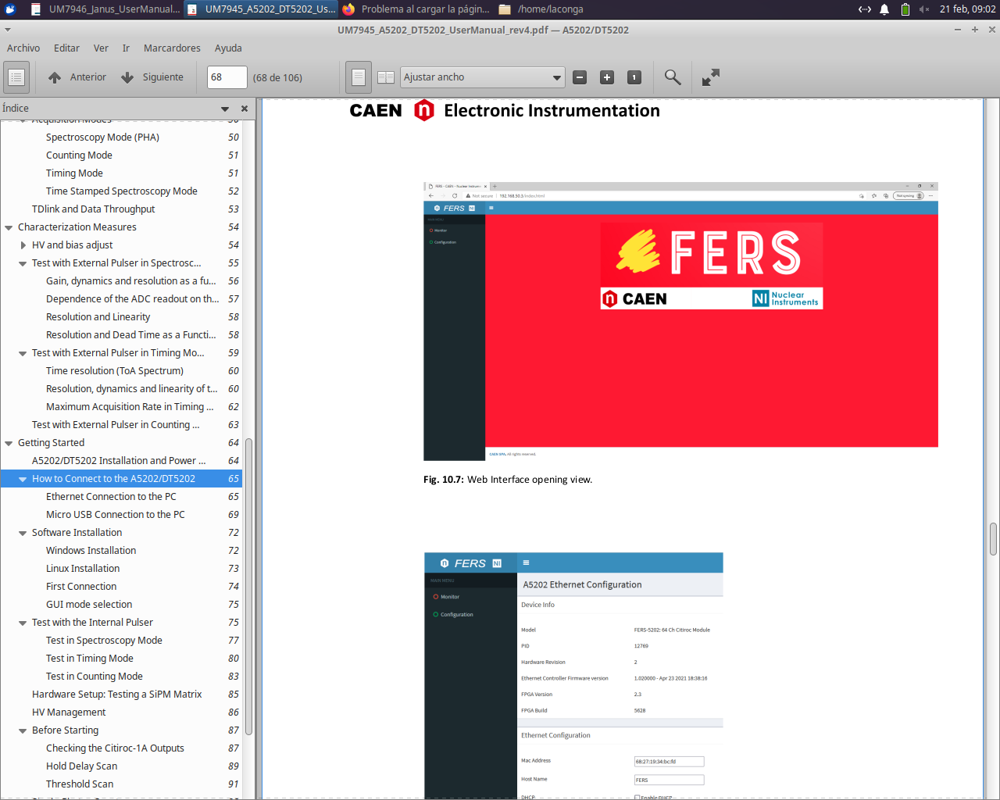 UM7946_Janus_UserManual...
UM7945_A5202_DT5202_Us...
Problema al cargar la págin...
/home/laconga
21 feb, 09:02
UM7945_A5202_DT5202_UserManual_rev4.pdf — A5202/DT5202
Archivo Editar Ver Ir Marcadores Ayuda
Anterior Siguiente 68 (68 de 106) Ajustar ancho
Índice
Acquisition Modes 50
Spectroscopy Mode (PHA) 50
Counting Mode 51
Timing Mode 51
Time Stamped Spectroscopy Mode 52
TDlink and Data Throughput 53
Characterization Measures 54
HV and bias adjust 54
Test with External Pulser in Spectrosc... 55
Gain, dynamics and resolution as a fu... 56
Dependence of the ADC readout on th... 57
Resolution and Linearity 58
Resolution and Dead Time as a Functi... 58
Test with External Pulser in Timing Mo... 59
Time resolution (ToA Spectrum) 60
Resolution, dynamics and linearity of t... 60
Maximum Acquisition Rate in Timing ... 62
Test with External Pulser in Counting ... 63
Getting Started 64
A5202/DT5202 Installation and Power ... 64
How to Connect to the A5202/DT5202 65
Ethernet Connection to the PC 65
Micro USB Connection to the PC 69
Software Installation 72
Windows Installation 72
Linux Installation 73
First Connection 74
GUI mode selection 75
Test with the Internal Pulser 75
Test in Spectroscopy Mode 77
Test in Timing Mode 80
Test in Counting Mode 83
Hardware Setup: Testing a SiPM Matrix 85
HV Management 86
Before Starting 87
Checking the Citiroc-1A Outputs 87
Hold Delay Scan 89
Threshold Scan 91
CAEN n Electronic Instrumentation
FERS - CAEN - Nuclear Instrum
Not secure 192.168.50.3/index.html
Not syncing
n FERS NI
MAIN MENU
Monitor
Configuration
FERS
n CAEN
NI Nuclear
Instruments
CAEN SPA. All rights reserved.
Fig. 10.7: Web Interface opening view.
n FERS NI
MAIN MENU
Monitor
Configuration
A5202 Ethernet Configuration
Device Info
Model FERS-5202: 64 Ch Citiroc Module
PID 12769
Hardware Revision 2
Ethernet Controller Firmware version 1.020000 - Apr 23 2021 18:38:16
FPGA Version 2.3
FPGA Build 5628
Ethernet Configuration
Mac Address 68:27:19:34:bc:fd
Host Name FERS
DHCP Enable DHCP